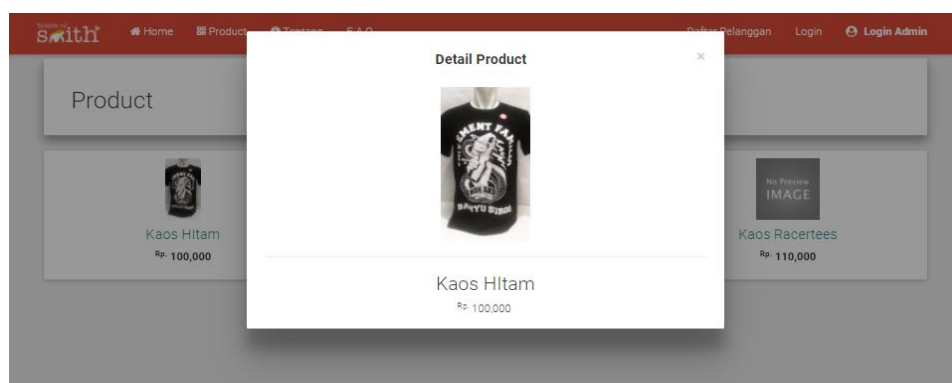 smith
Home Product Tentang F A Q Daftar Pelanggan Login Login Admin
Detail Product ×
Product
Kaos HItam
Rp. 100,000
No Preview
IMAGE
Kaos Racertees
Rp. 110,000
Kaos HItam
Rp. 100,000